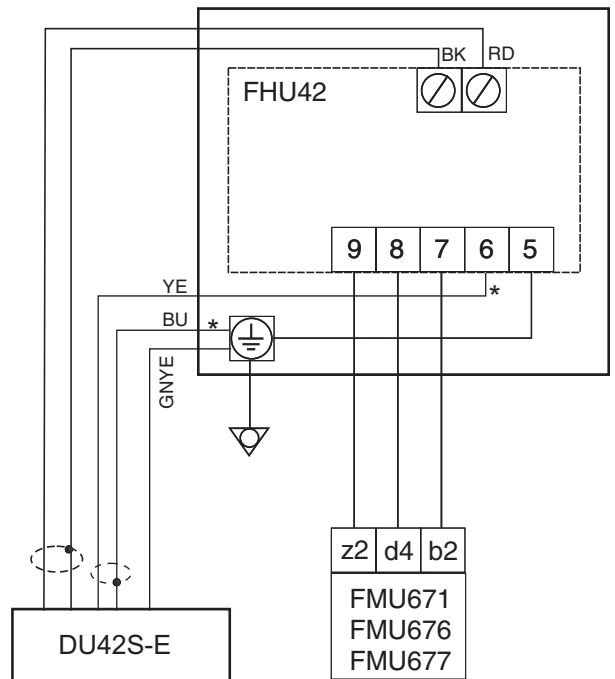 BK RD
FHU42
9 8 7 6 5
YE
*
BU *
GNYE
z2 d4 b2
FMU671
FMU676
FMU677
DU42S-E